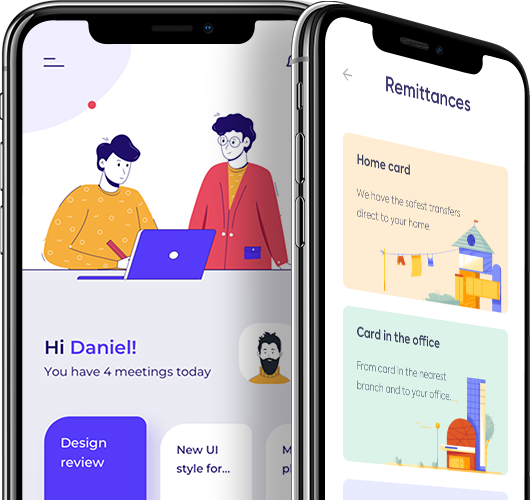 Hi Daniel!
You have 4 meetings today
Design
review
New UI
style for...
Remittances
Home card
We have the safest transfers
direct to your home.
Card in the office
From card in the nearest
branch and to your office.